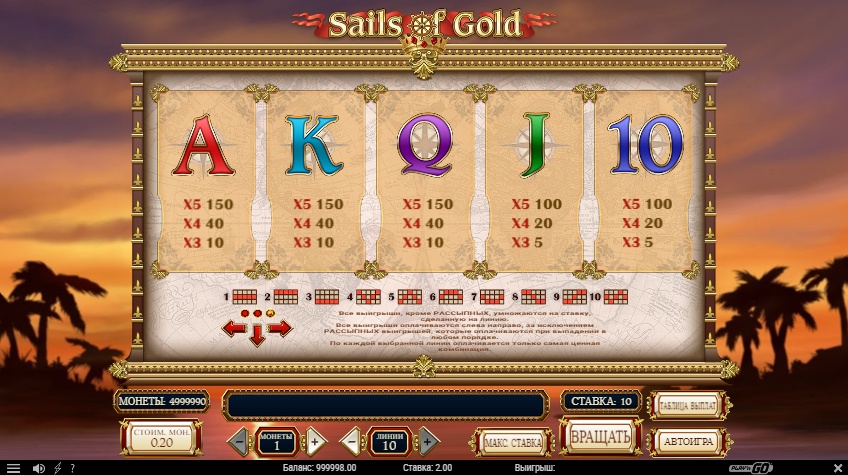 Sails of Gold
A K Q J 10
X5 150 X5 150 X5 150 X5 100 X5 100
X4 40 X4 40 X4 40 X4 20 X4 20
X3 10 X3 10 X3 10 X3 5 X3 5
1 2 3 4 5 6 7 8 9 10
Все выигрыши, кроме РАССЫПНЫХ, умножаются на ставку,
сделанную на линию.
Все выигрыши оплачиваются слева направо, за исключением
РАССЫПНЫХ выигрышей, которые оплачиваются при выпадении в
любом порядке.
По каждой выбранной линии оплачивается только самая ценная
комбинация.
МОНЕТЫ: 4999990
СТАВКА: 10
ТАБЛИЦА ВЫПЛАТ
СТОИМ. МОН.
0.20
- МОНЕТЫ 1 +
- ЛИНИИ 10 +
МАКС. СТАВКА
ВРАЩАТЬ
АВТОИГРА
? Баланс: 999998.00 Ставка: 2.00 Выигрыш: PLAY'N GO